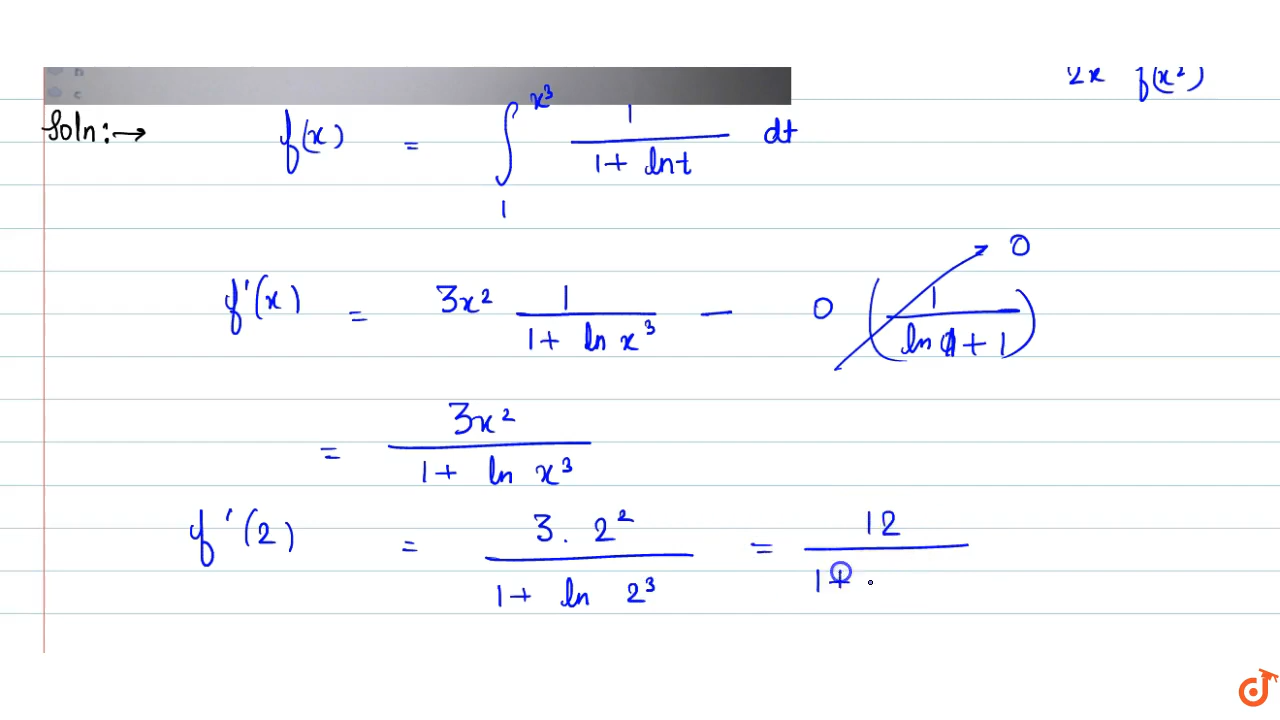 2x f(x²)
Soln:→ f(x) = ∫₁^x³ 1/(1+ ln t) dt
f'(x) = 3x² 1/(1+ ln x³) − 0 (1/(ln 1 + 1)) 0
= 3x²/(1+ ln x³)
f'(2) = 3. 2²/(1+ ln 2³) = 12/(1+